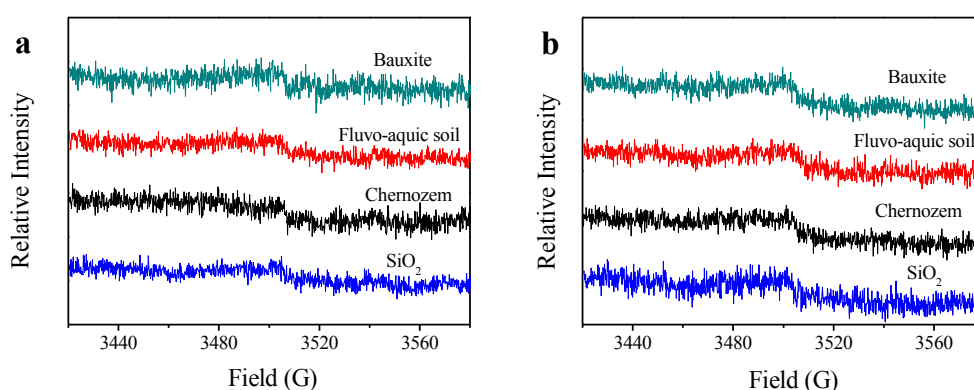 a
Relative Intensity
Bauxite
Fluvo-aquic soil
Chernozem
SiO₂
3440 3480 3520 3560
Field (G)
b
Relative Intensity
Bauxite
Fluvo-aquic soil
Chernozem
SiO₂
3440 3480 3520 3560
Field (G)